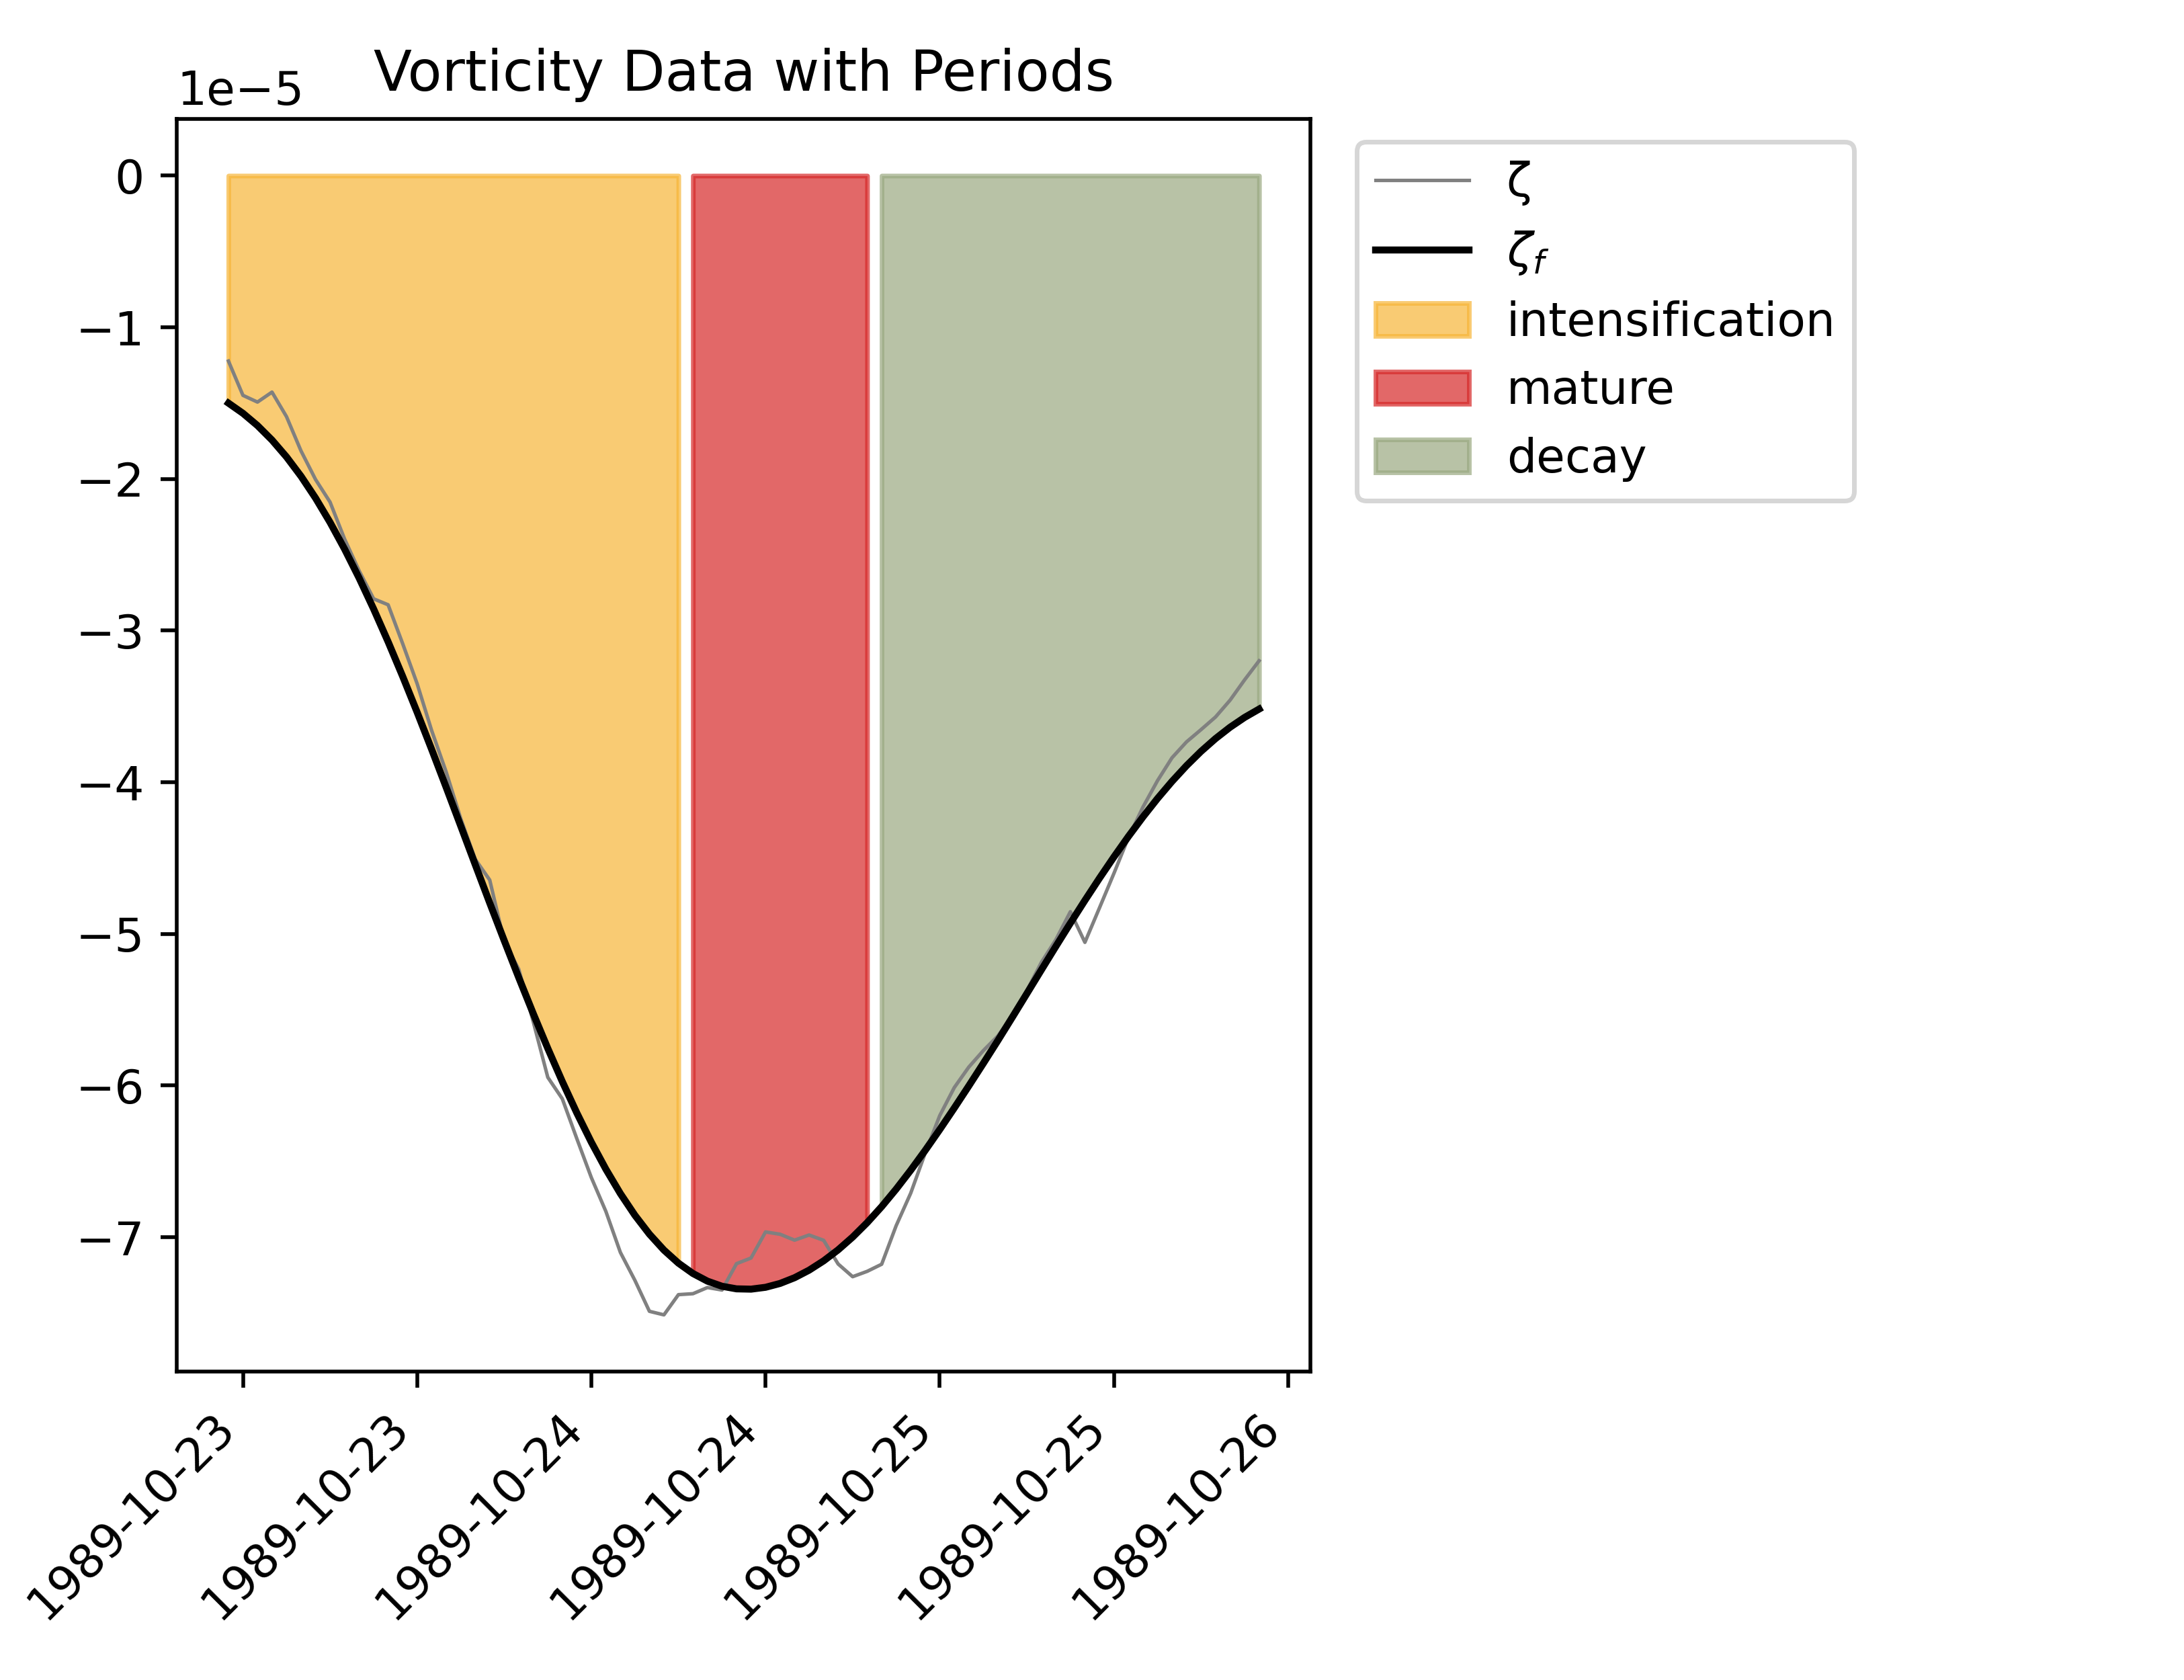 Vorticity Data with Periods
1e−5
0
−1
−2
−3
−4
−5
−6
−7
1989-10-23
1989-10-23
1989-10-24
1989-10-24
1989-10-25
1989-10-25
1989-10-26
ζ
ζf
intensification
mature
decay